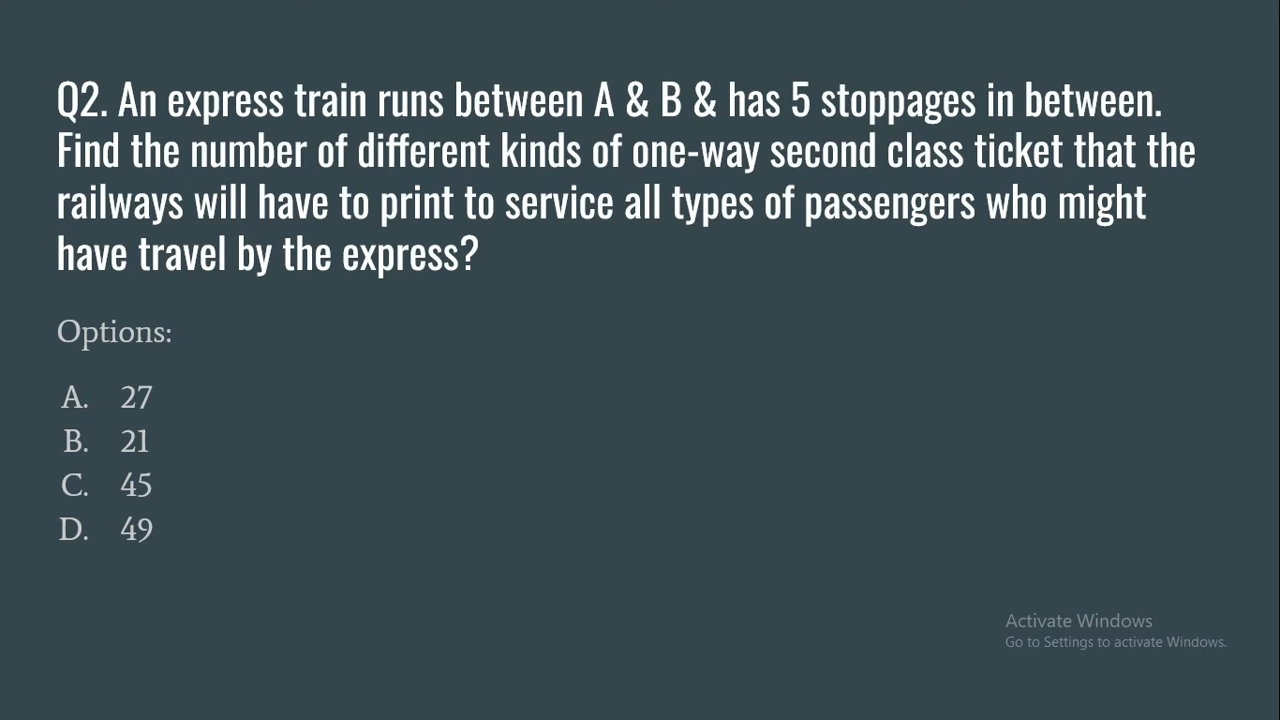 Q2. An express train runs between A & B & has 5 stoppages in between.
Find the number of different kinds of one-way second class ticket that the
railways will have to print to service all types of passengers who might
have travel by the express?
Options:
A. 27
B. 21
C. 45
D. 49
Activate Windows
Go to Settings to activate Windows.